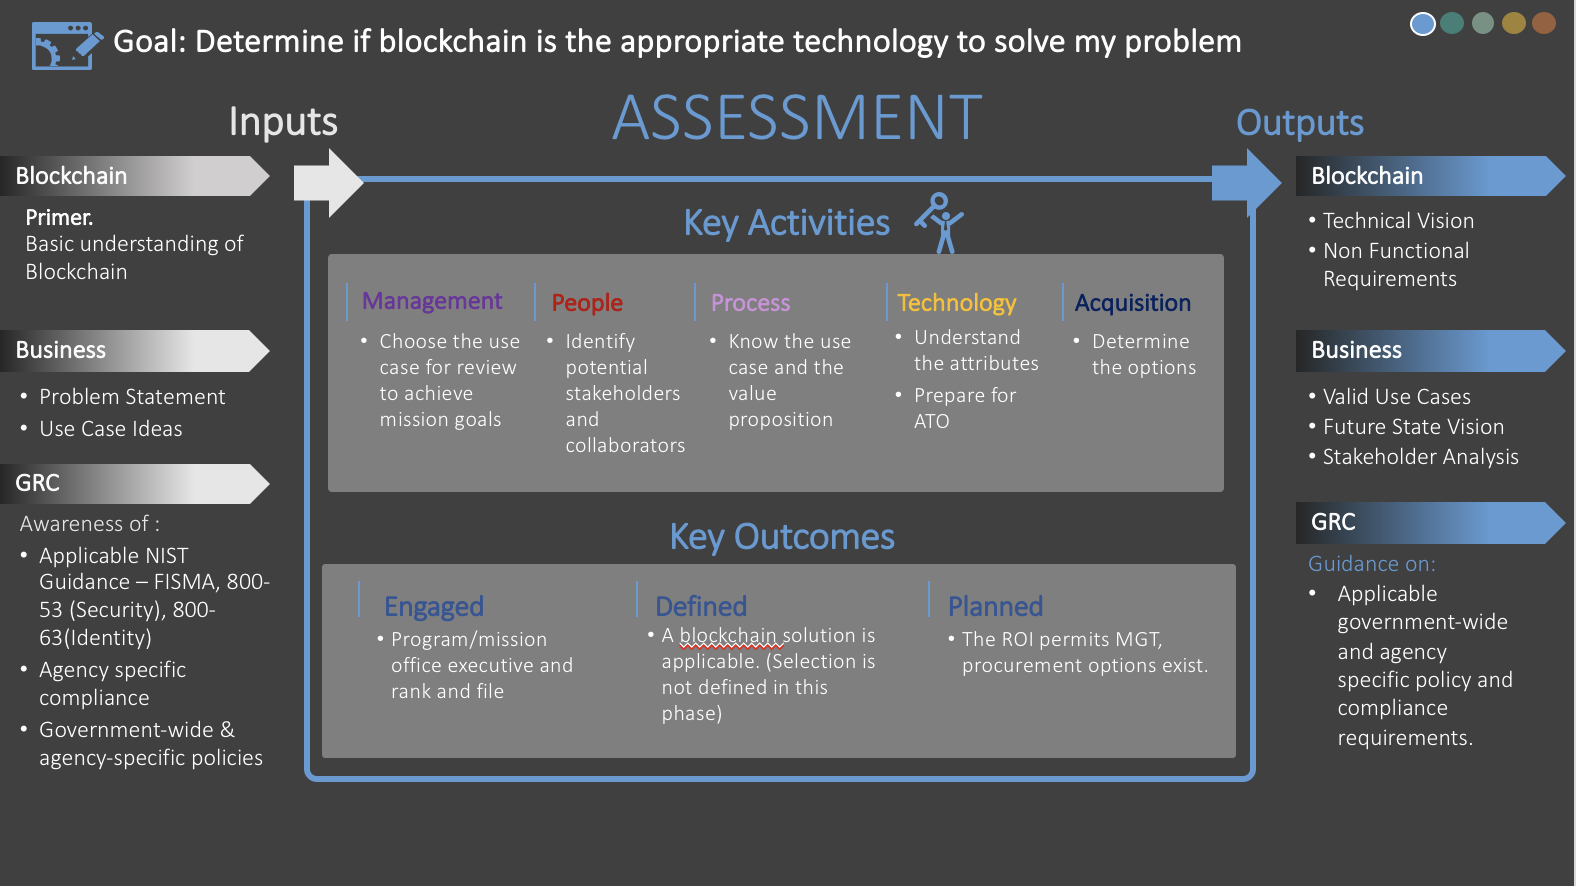 Goal: Determine if blockchain is the appropriate technology to solve my problem
Inputs
ASSESSMENT
Outputs
Blockchain
Primer.
Basic understanding of
Blockchain
Business
• Problem Statement
• Use Case Ideas
GRC
Awareness of :
• Applicable NIST
Guidance – FISMA, 800-
53 (Security), 800-
63(Identity)
• Agency specific
compliance
• Government-wide &
agency-specific policies
Key Activities
Management
• Choose the use
case for review
to achieve
mission goals
People
• Identify
potential
stakeholders
and
collaborators
Process
• Know the use
case and the
value
proposition
Technology
• Understand
the attributes
• Prepare for
ATO
Acquisition
• Determine
the options
Key Outcomes
Engaged
• Program/mission
office executive and
rank and file
Defined
• A blockchain solution is
applicable. (Selection is
not defined in this
phase)
Planned
• The ROI permits MGT,
procurement options exist.
Blockchain
• Technical Vision
• Non Functional
Requirements
Business
• Valid Use Cases
• Future State Vision
• Stakeholder Analysis
GRC
Guidance on:
• Applicable
government-wide
and agency
specific policy and
compliance
requirements.